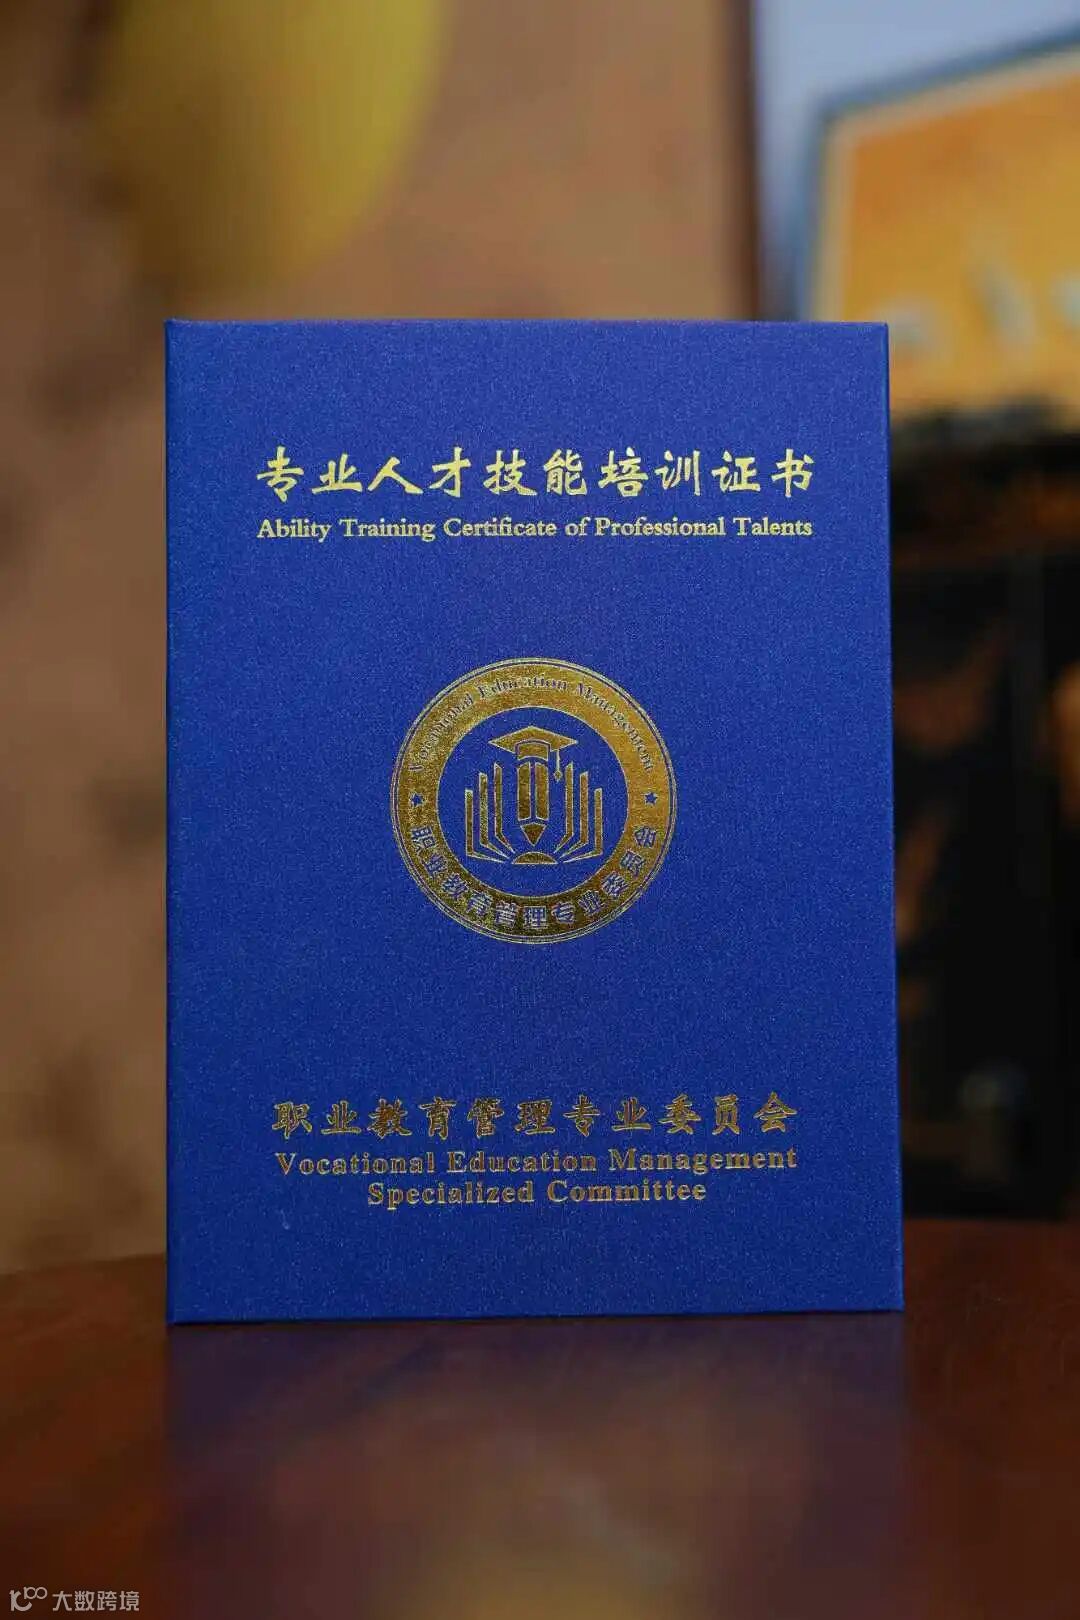 专业人才技能培训证书
Ability Training Certificate of Professional Talents
Vocational Education Management
职业教育管理专业委员会
职业教育管理专业委员会
Vocational Education Management
Specialized Committee
大数跨境